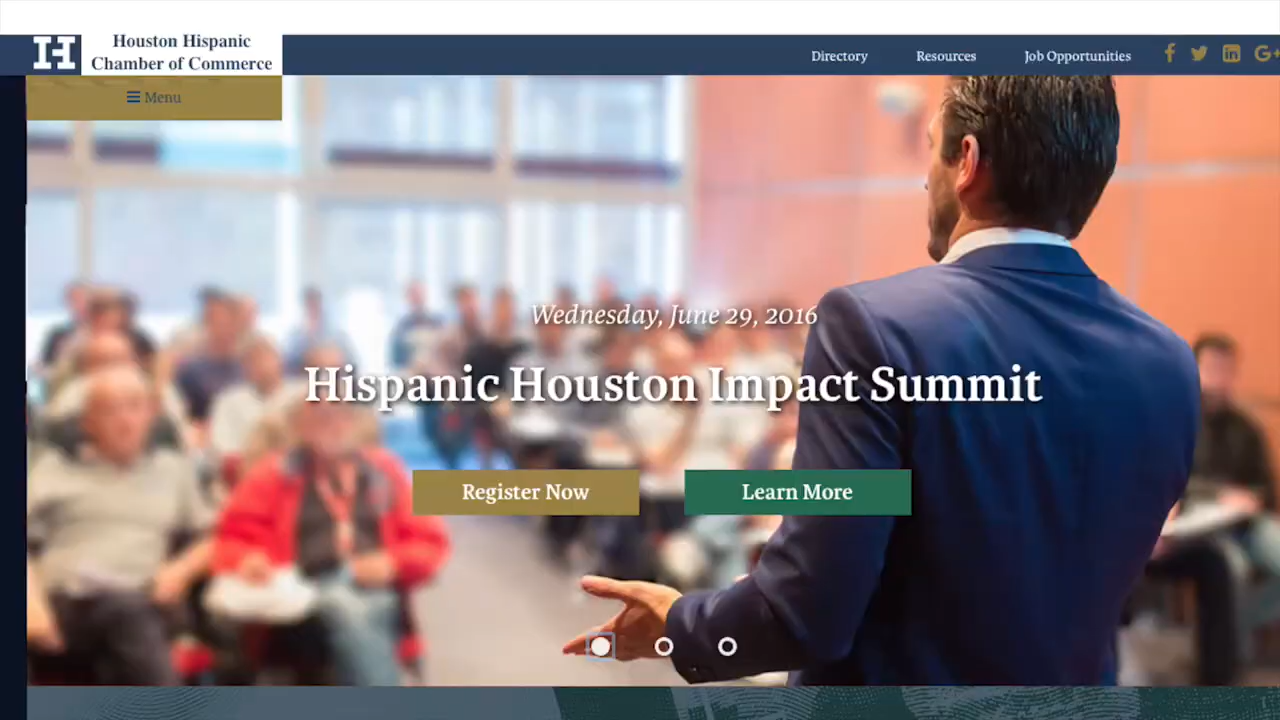 Houston Hispanic
Chamber of Commerce
Directory
Resources
Job Opportunities
Menu
Wednesday, June 29, 2016
Hispanic Houston Impact Summit
Register Now
Learn More